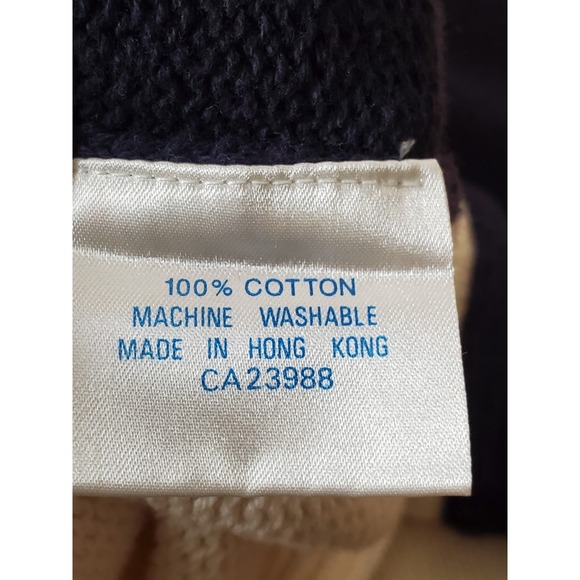 100% COTTON
MACHINE WASHABLE
MADE IN HONG KONG
CA23988